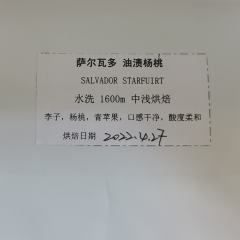 萨尔瓦多 油渍杨桃
SALVADOR STARFUIRT
水洗 1600m 中浅烘焙
李子，杨桃，青苹果，口感干净，酸度柔和
烘焙日期 2022.4.27